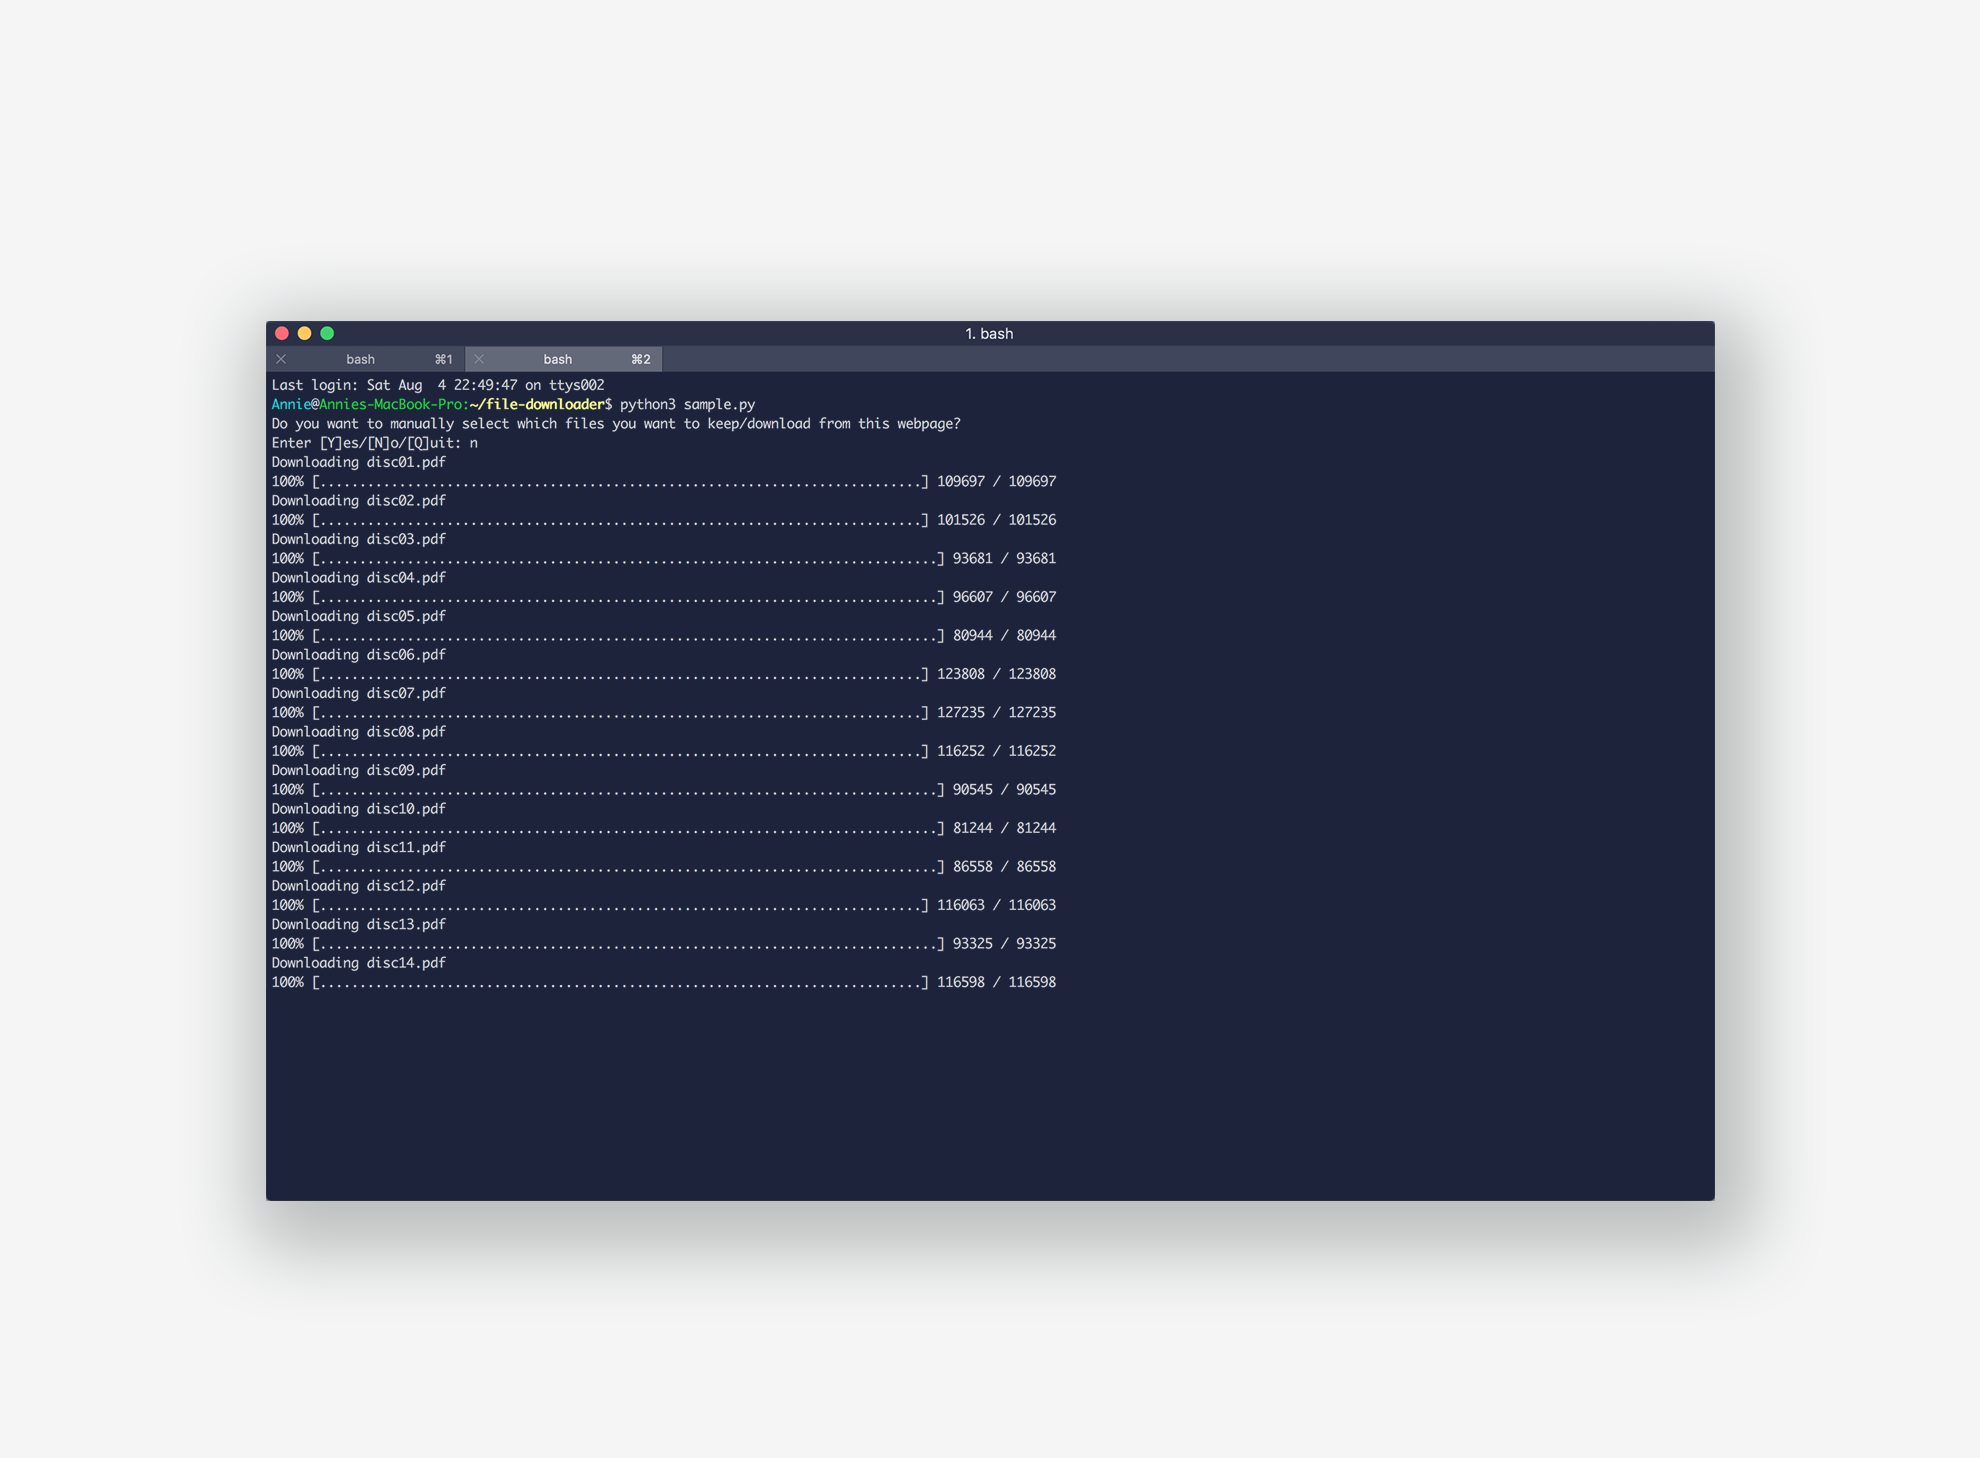 1. bash
bash ⌘1 bash ⌘2
Last login: Sat Aug  4 22:49:47 on ttys002
Annie@Annies-MacBook-Pro:~/file-downloader$ python3 sample.py
Do you want to manually select which files you want to keep/download from this webpage?
Enter [Y]es/[N]o/[Q]uit: n
Downloading disc01.pdf
100% [............................................................................] 109697 / 109697
Downloading disc02.pdf
100% [............................................................................] 101526 / 101526
Downloading disc03.pdf
100% [..............................................................................] 93681 / 93681
Downloading disc04.pdf
100% [..............................................................................] 96607 / 96607
Downloading disc05.pdf
100% [..............................................................................] 80944 / 80944
Downloading disc06.pdf
100% [............................................................................] 123808 / 123808
Downloading disc07.pdf
100% [............................................................................] 127235 / 127235
Downloading disc08.pdf
100% [............................................................................] 116252 / 116252
Downloading disc09.pdf
100% [..............................................................................] 90545 / 90545
Downloading disc10.pdf
100% [..............................................................................] 81244 / 81244
Downloading disc11.pdf
100% [..............................................................................] 86558 / 86558
Downloading disc12.pdf
100% [............................................................................] 116063 / 116063
Downloading disc13.pdf
100% [..............................................................................] 93325 / 93325
Downloading disc14.pdf
100% [............................................................................] 116598 / 116598